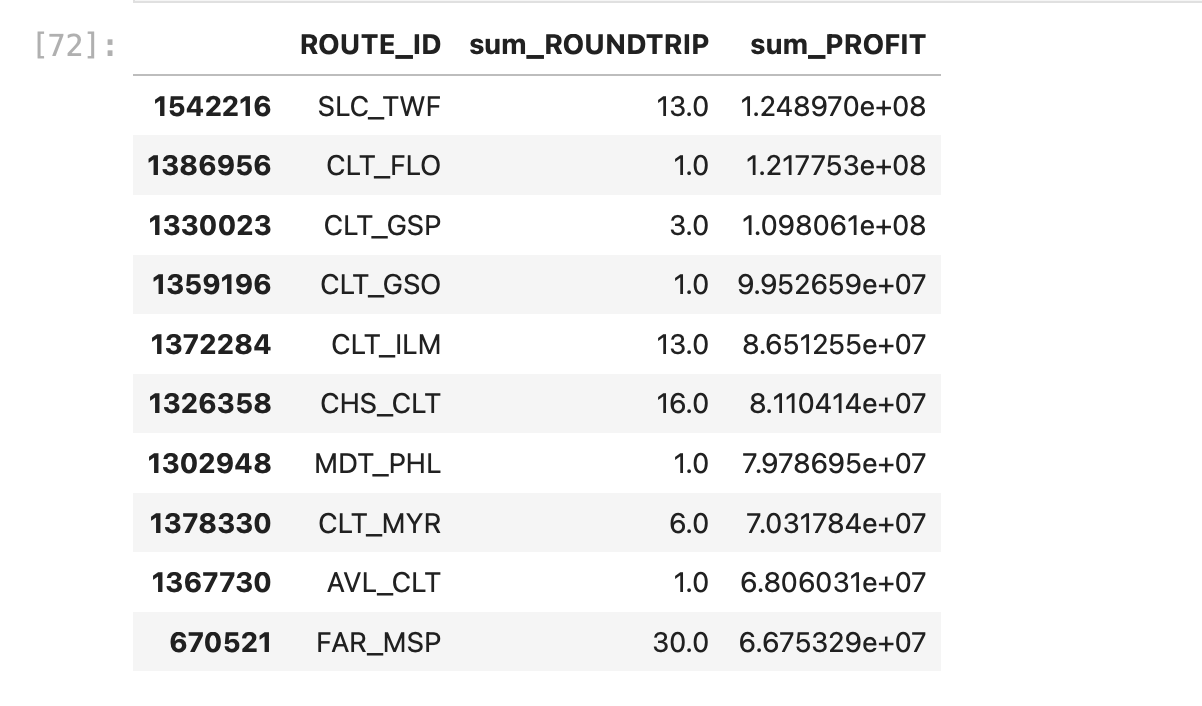 [72]:
ROUTE_ID sum_ROUNDTRIP sum_PROFIT
1542216 SLC_TWF 13.0 1.248970e+08
1386956 CLT_FLO 1.0 1.217753e+08
1330023 CLT_GSP 3.0 1.098061e+08
1359196 CLT_GSO 1.0 9.952659e+07
1372284 CLT_ILM 13.0 8.651255e+07
1326358 CHS_CLT 16.0 8.110414e+07
1302948 MDT_PHL 1.0 7.978695e+07
1378330 CLT_MYR 6.0 7.031784e+07
1367730 AVL_CLT 1.0 6.806031e+07
670521 FAR_MSP 30.0 6.675329e+07